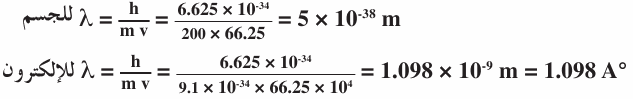 للجسم λ = h / m v = 6.625 × 10⁻³⁴ / 200 × 66.25 = 5 × 10⁻³⁸ m
للإلكترون λ = h / m v = 6.625 × 10⁻³⁴ / 9.1 × 10⁻³⁴ × 66.25 × 10⁴ = 1.098 × 10⁻⁹ m = 1.098 A°